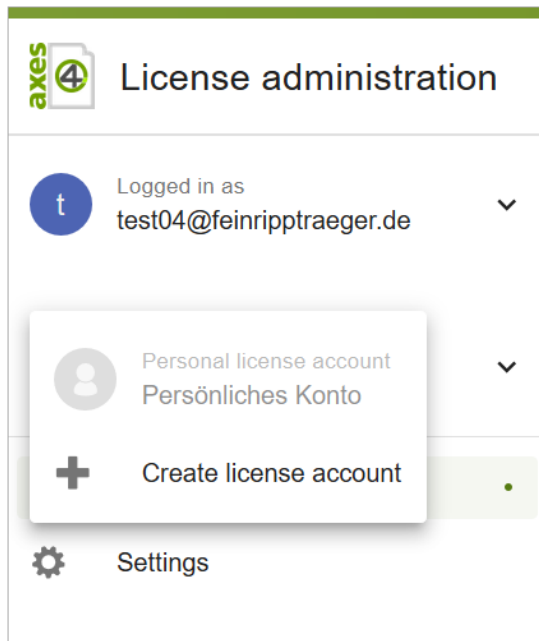 axes
4
License administration
t
Logged in as
test04@feinripptraeger.de
Personal license account
Persönliches Konto
Create license account
Settings